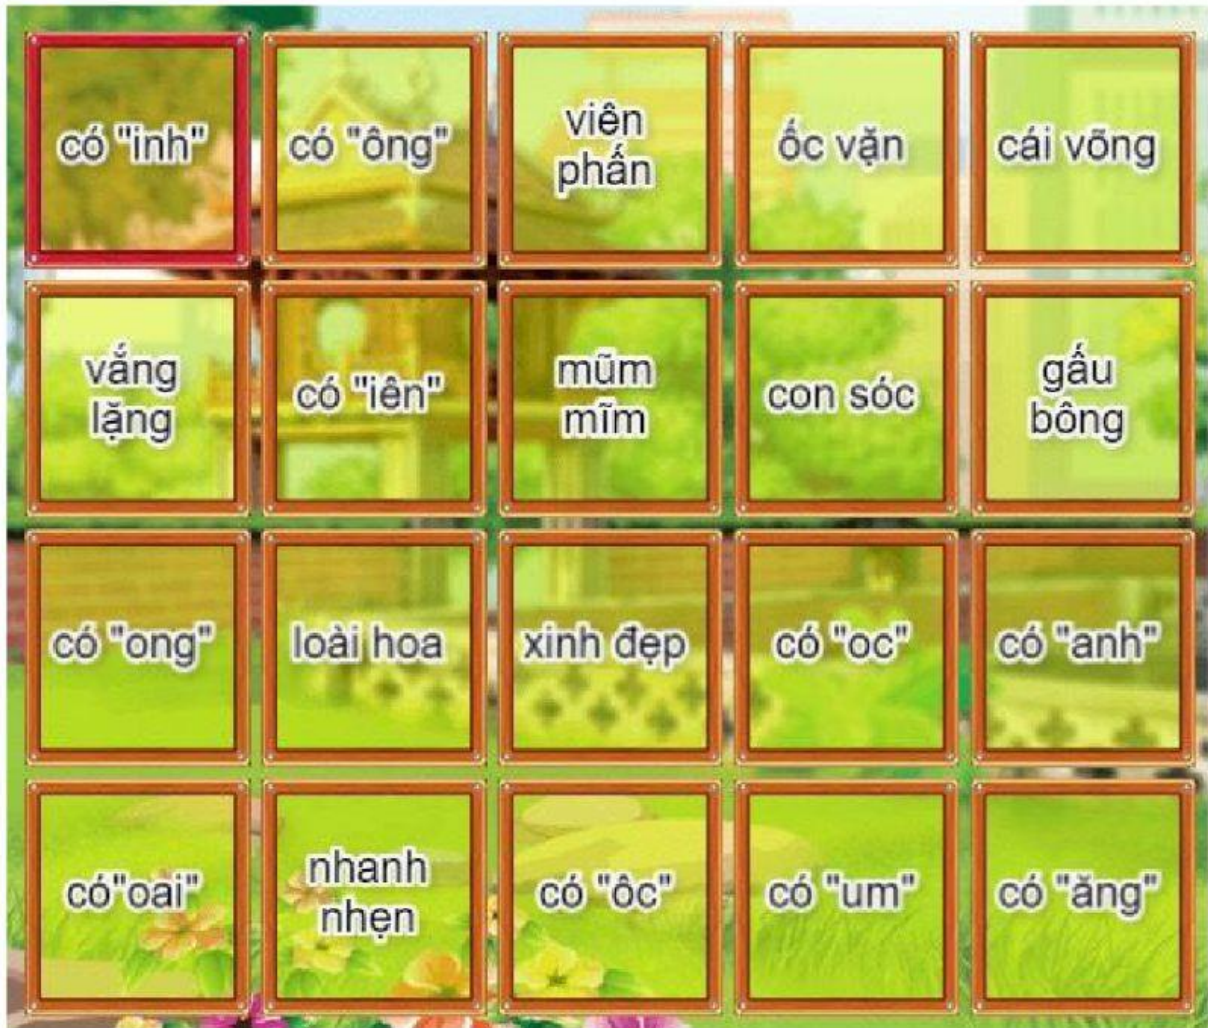 có "inh"
có "ông"
viên
phấn
ốc vặn
cái võng
vắng
lặng
có "iên"
mũm
mĩm
con sóc
gấu
bông
có "ong"
loài hoa
xinh đẹp
có "oc"
có "anh"
có"oai"
nhanh
nhẹn
có "ôc"
có "um"
có "ăng"